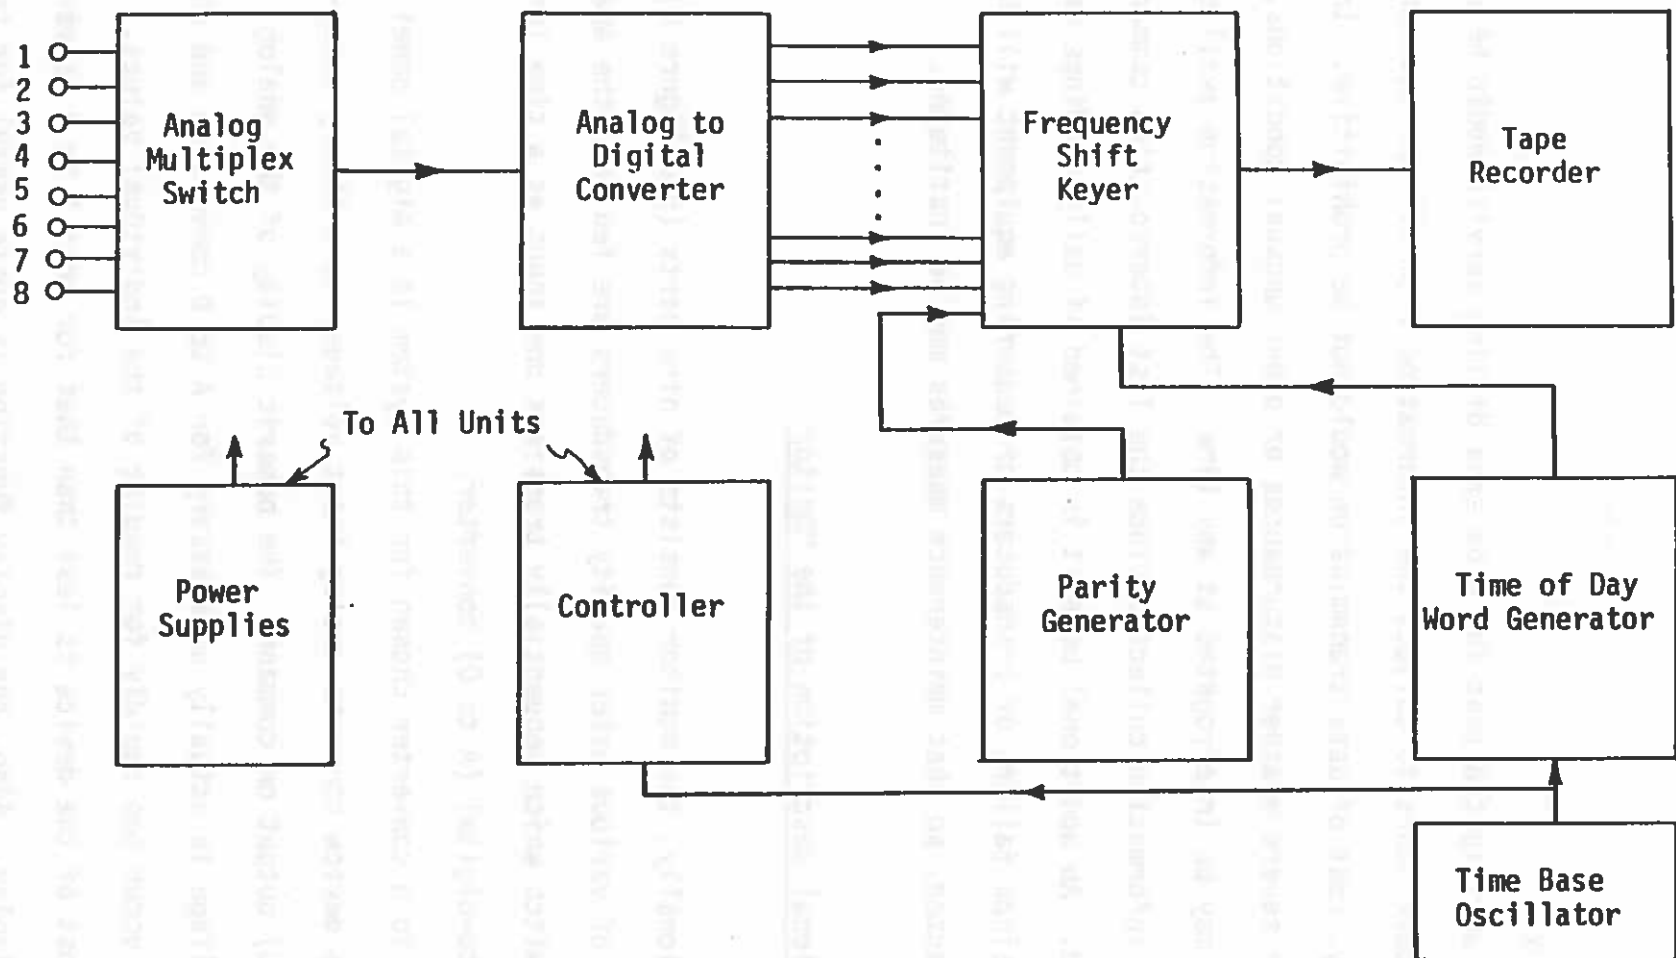 1
2
3
4
5
6
7
8
Analog
Multiplex
Switch
Analog to
Digital
Converter
Frequency
Shift
Keyer
Tape
Recorder
To All Units
Power
Supplies
Controller
Parity
Generator
Time of Day
Word Generator
Time Base
Oscillator